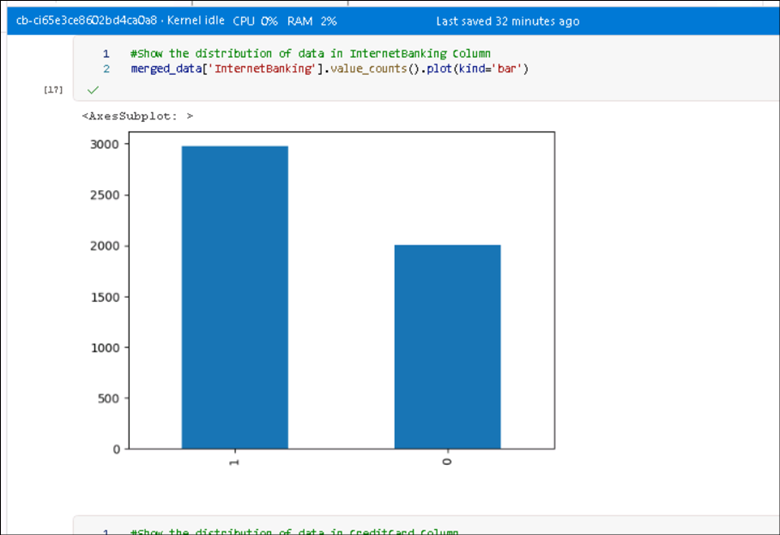 cb-ci65e3ce8602bd4ca0a8 · Kernel idle CPU 0% RAM 2% Last saved 32 minutes ago
1 #Show the distribution of data in InternetBanking Column
2 merged_data['InternetBanking'].value_counts().plot(kind='bar')
[17]
<AxesSubplot: >
3000
2500
2000
1500
1000
500
0
1 0
1 #Show the distribution of data in CreditCard Column